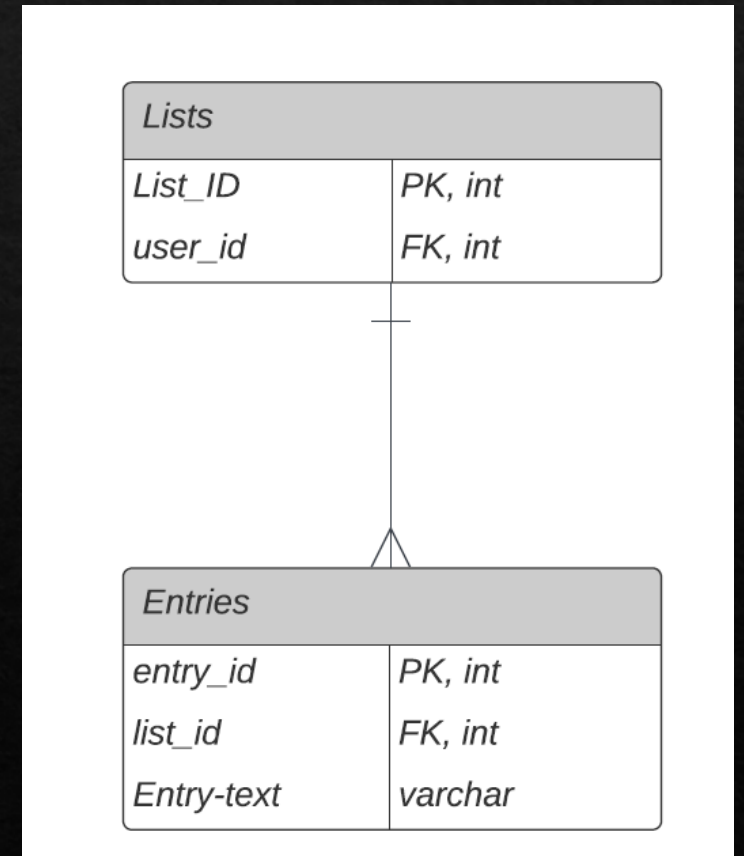 Lists
List_ID PK, int
user_id FK, int
Entries
entry_id PK, int
list_id FK, int
Entry-text varchar